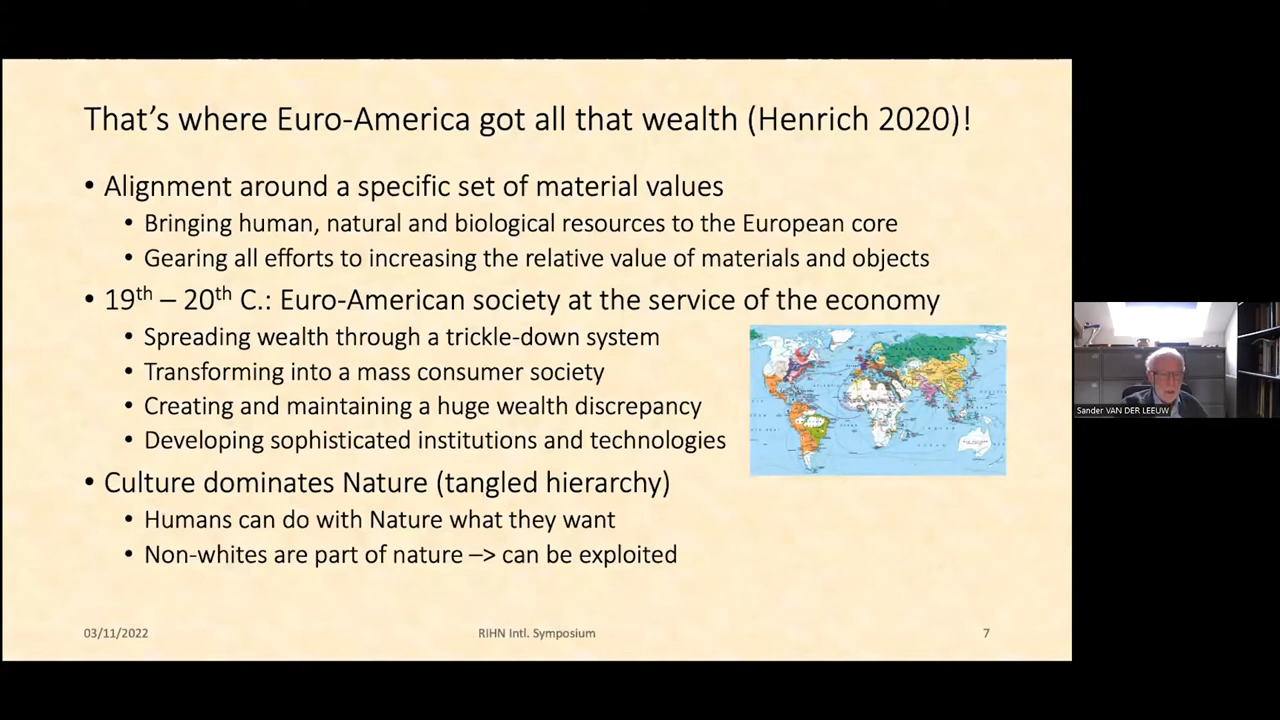 That’s where Euro-America got all that wealth (Henrich 2020)!
• Alignment around a specific set of material values
• Bringing human, natural and biological resources to the European core
• Gearing all efforts to increasing the relative value of materials and objects
• 19th – 20th C.: Euro-American society at the service of the economy
• Spreading wealth through a trickle-down system
• Transforming into a mass consumer society
• Creating and maintaining a huge wealth discrepancy
• Developing sophisticated institutions and technologies
• Culture dominates Nature (tangled hierarchy)
• Humans can do with Nature what they want
• Non-whites are part of nature –> can be exploited
03/11/2022
RIHN Intl. Symposium
7
Sander VAN DER LEEUW